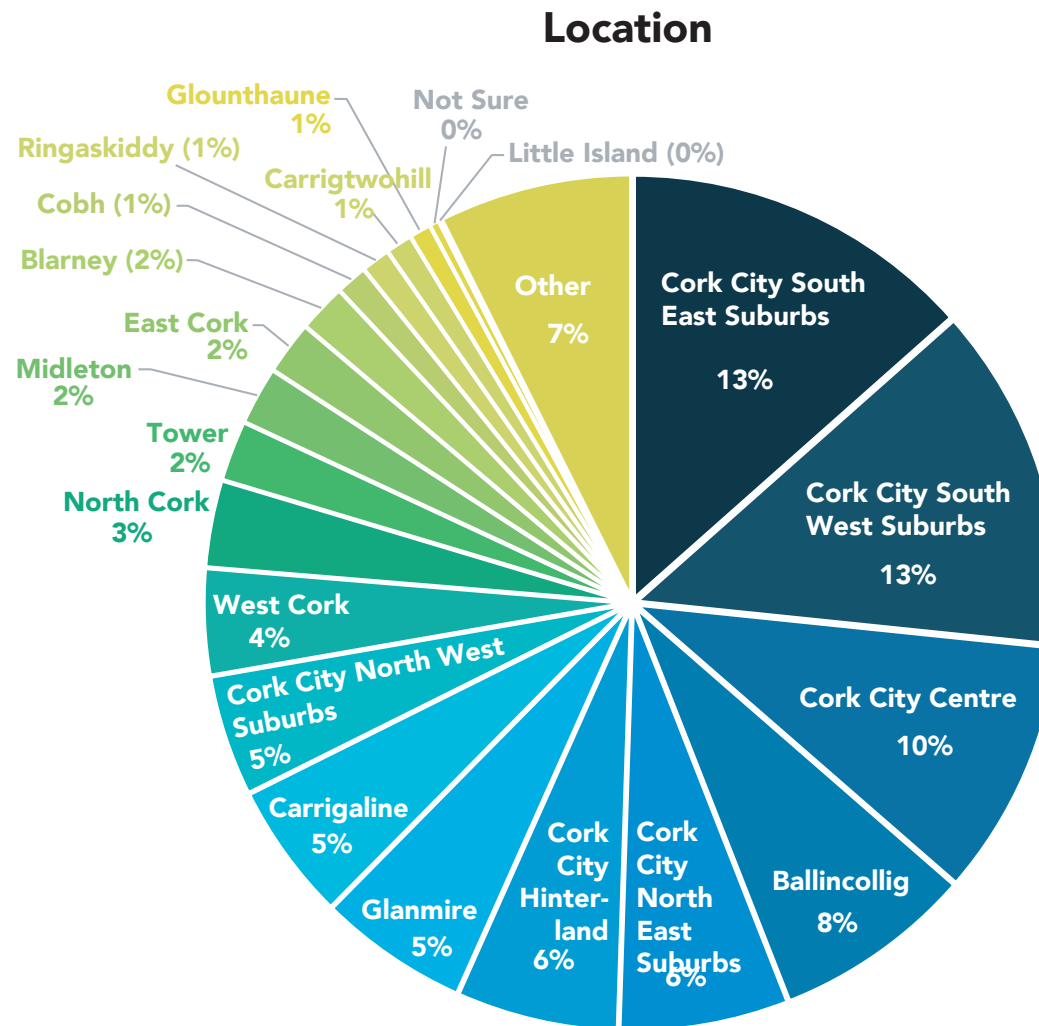 Location
Glounthaune
1%
Not Sure
0%
Little Island (0%)
Ringaskiddy (1%)
Carrigtwohill
1%
Cobh (1%)
Blarney (2%)
East Cork
2%
Midleton
2%
Tower
2%
North Cork
3%
West Cork
4%
Cork City North West
Suburbs
5%
Carrigaline
5%
Glanmire
5%
Cork
City
Hinter-
land
6%
Cork
City
North
East
Suburbs
6%
Ballincollig
8%
Cork City Centre
10%
Cork City South
West Suburbs
13%
Cork City South
East Suburbs
13%
Other
7%